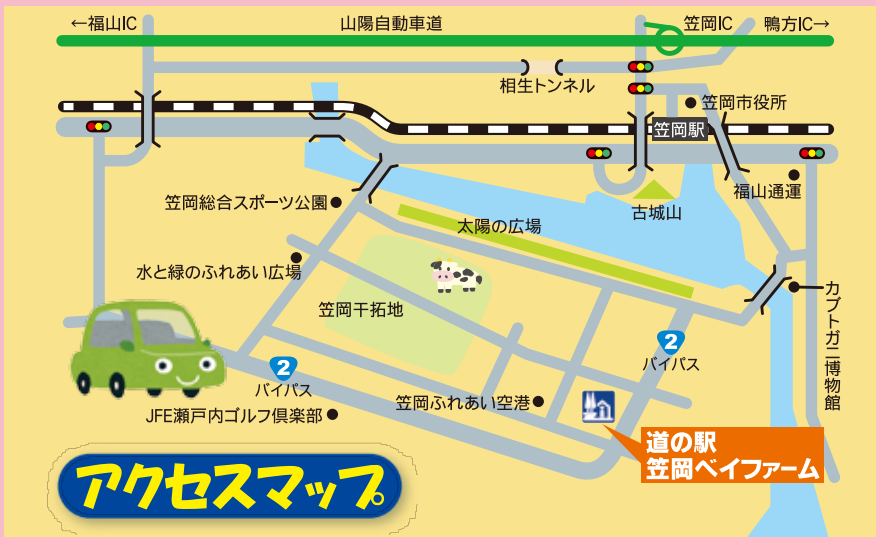 ←福山IC
山陽自動車道
笠岡IC
鴨方IC→
相生トンネル
笠岡市役所
笠岡駅
福山通運
笠岡総合スポーツ公園
古城山
太陽の広場
水と緑のふれあい広場
笠岡干拓地
カブトガニ博物館
2
バイパス
2
バイパス
笠岡ふれあい空港
JFE瀬戸内ゴルフ倶楽部
道の駅
笠岡ベイファーム
アクセスマップ